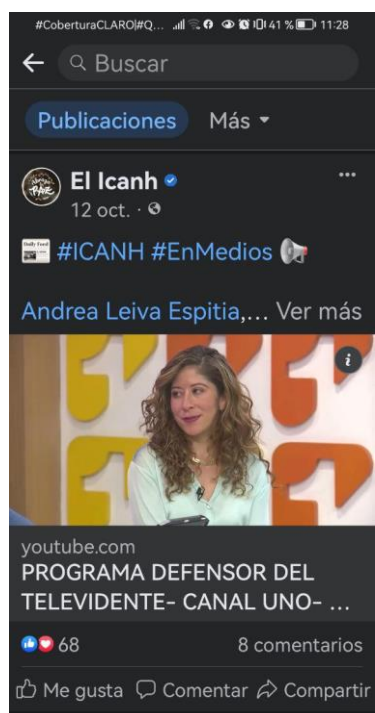 #CoberturaCLARO|#Q... 41 % 11:28
Buscar
Publicaciones Más
El Icanh
12 oct.
#ICANH #EnMedios
Andrea Leiva Espitia,... Ver más
youtube.com
PROGRAMA DEFENSOR DEL
TELEVIDENTE- CANAL UNO- ...
68 8 comentarios
Me gusta Comentar Compartir